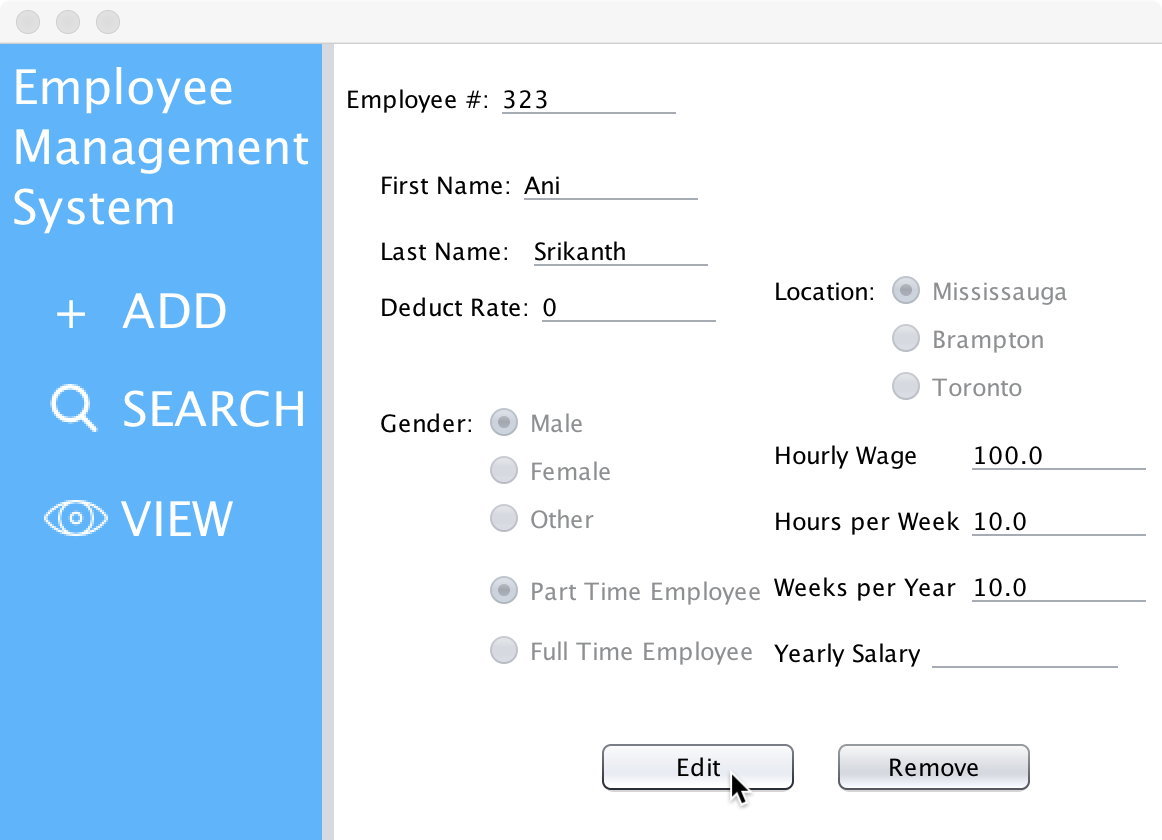 Employee
Management
System
+ ADD
SEARCH
VIEW
Employee #: 323
First Name: Ani
Last Name: Srikanth
Deduct Rate: 0
Location: Mississauga
Brampton
Toronto
Gender: Male
Female
Other
Part Time Employee
Full Time Employee
Hourly Wage 100.0
Hours per Week 10.0
Weeks per Year 10.0
Yearly Salary
Edit
Remove